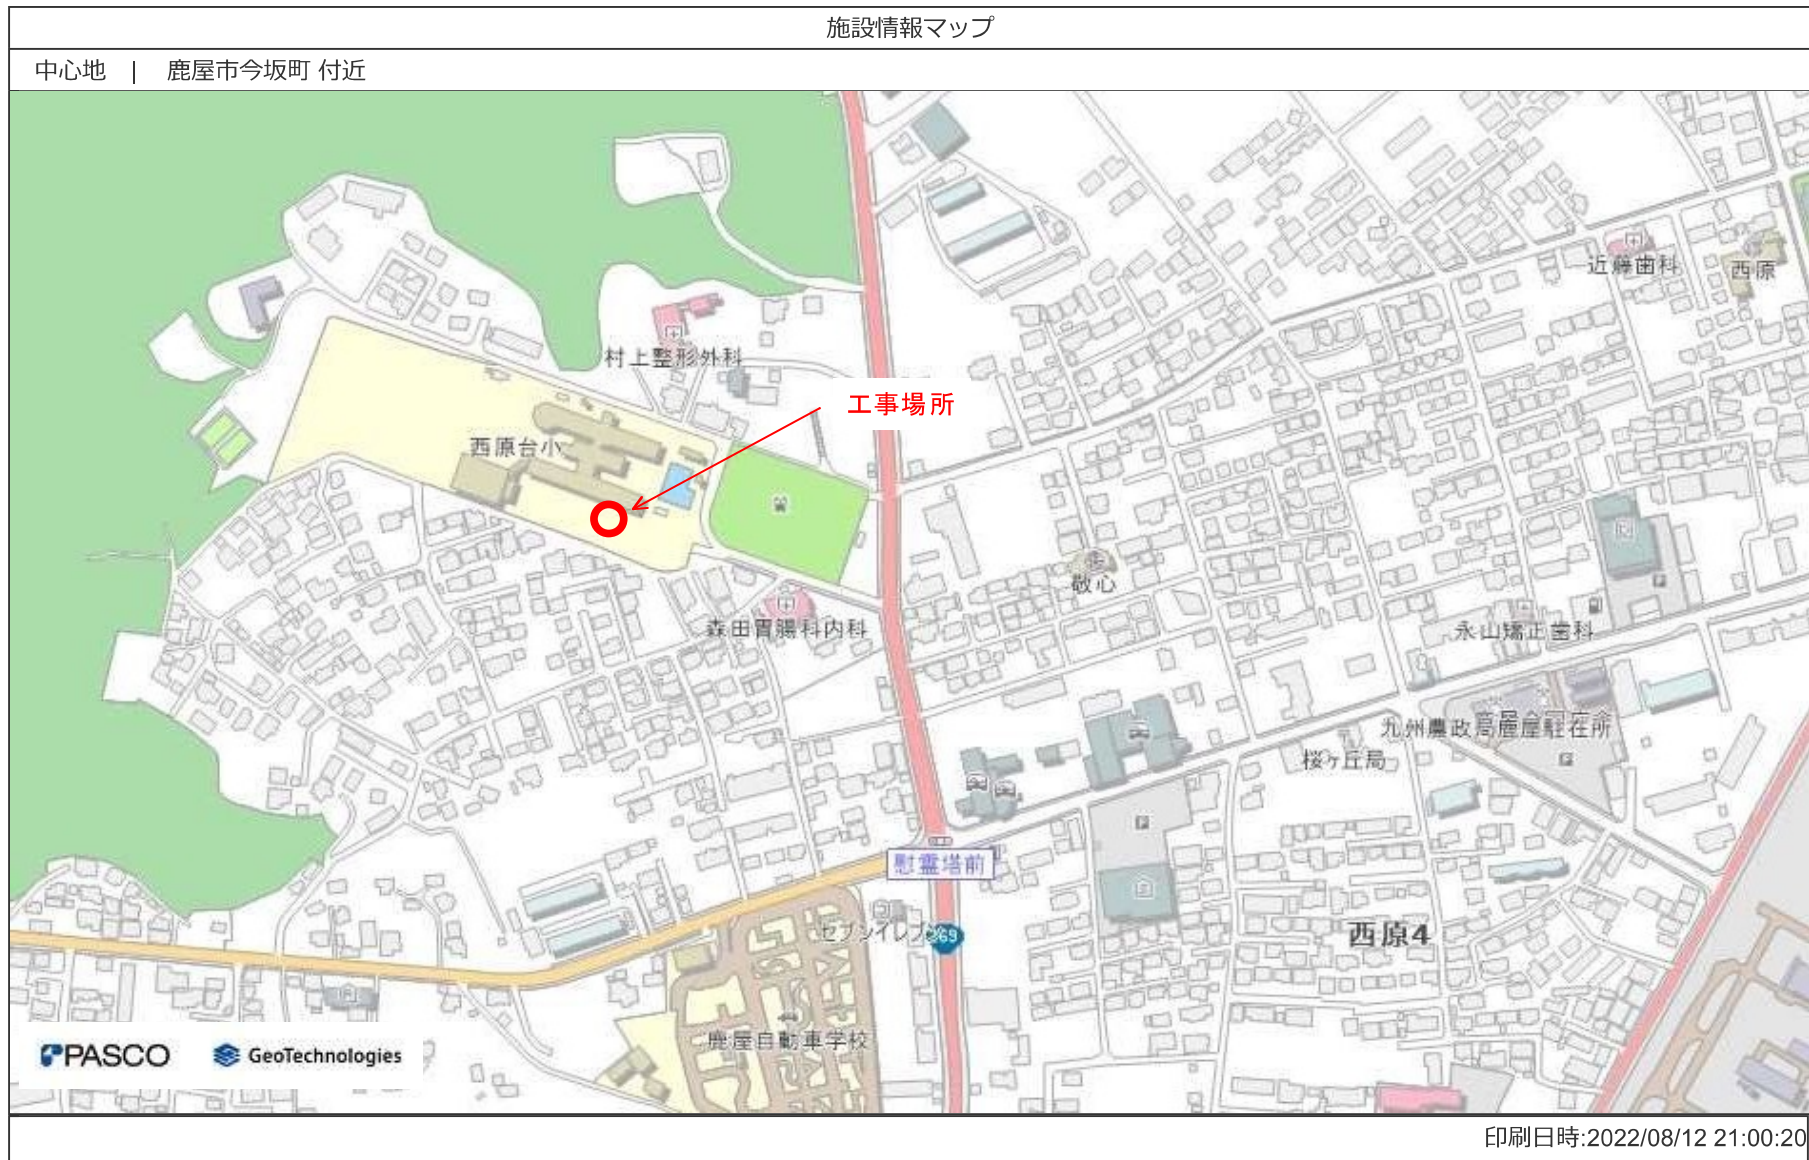 施設情報マップ
中心地 | 鹿屋市今坂町 付近
近藤歯科
西原
村上整形外科
工事場所
西原台小
敬心
森田胃腸科内科
永山矯正歯科
九州農政局鹿屋駐在所
桜ヶ丘局
慰霊塔前
セブンイレブン
269
西原4
鹿屋自動車学校
PASCO
GeoTechnologies
印刷日時:2022/08/12 21:00:20